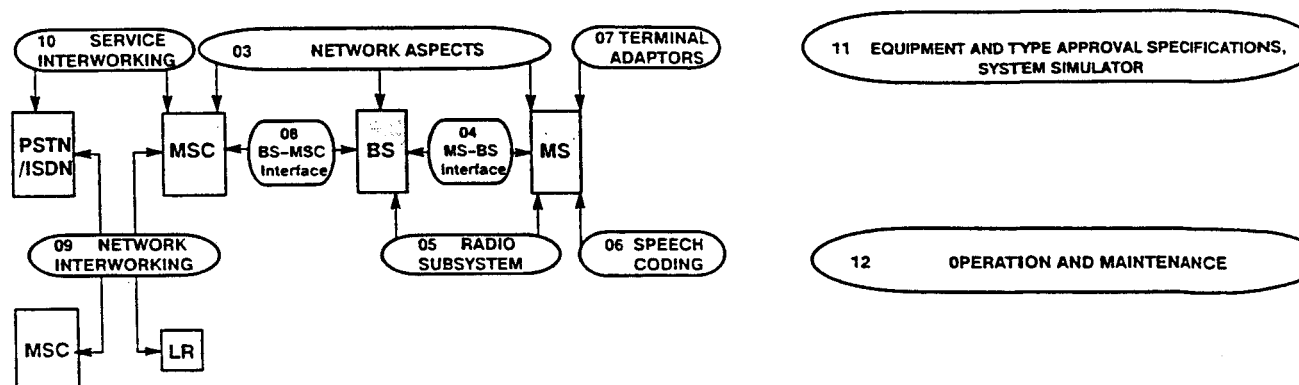 10 SERVICE
INTERWORKING
03 NETWORK ASPECTS
07 TERMINAL
ADAPTORS
11 EQUIPMENT AND TYPE APPROVAL SPECIFICATIONS,
SYSTEM SIMULATOR
PSTN
/ISDN
MSC
08
BS-MSC
Interface
BS
04
MS-BS
Interface
MS
09 NETWORK
INTERWORKING
05 RADIO
SUBSYSTEM
06 SPEECH
CODING
12 OPERATION AND MAINTENANCE
MSC
LR